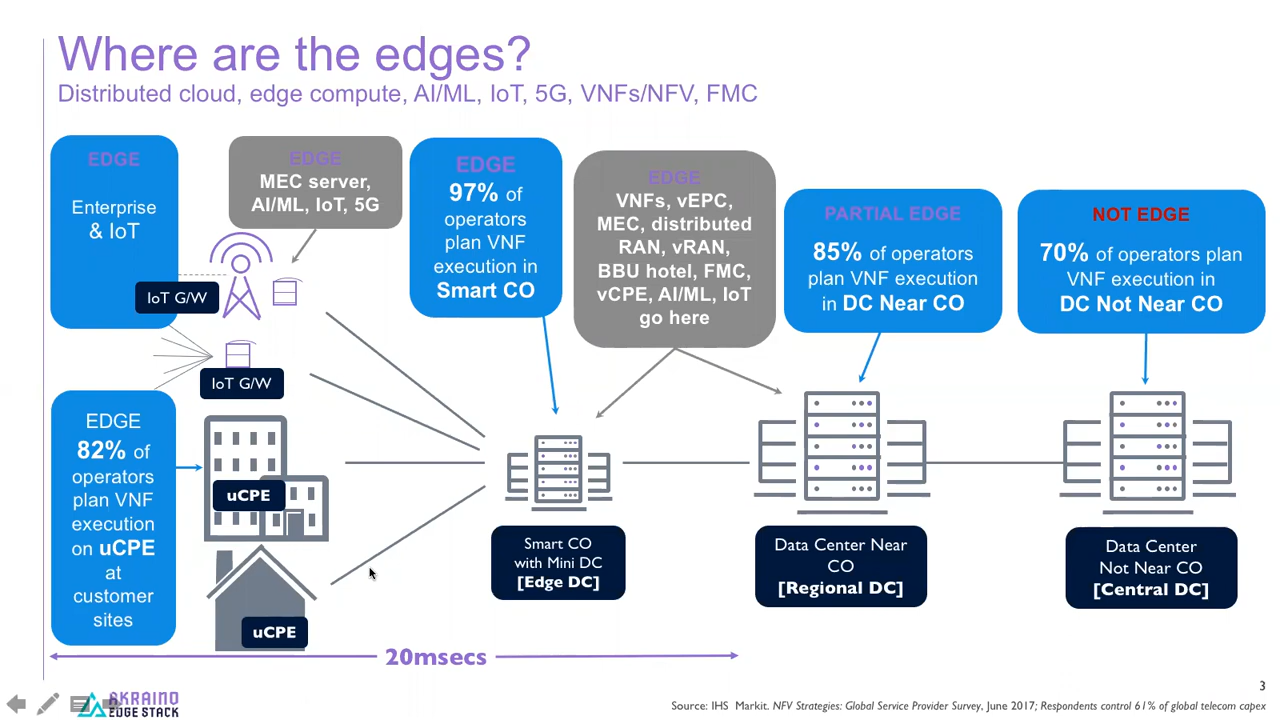 Where are the edges?
Distributed cloud, edge compute, AI/ML, IoT, 5G, VNFs/NFV, FMC
EDGE
Enterprise
& IoT
IoT G/W
EDGE
MEC server,
AI/ML, IoT, 5G
EDGE
97% of
operators
plan VNF
execution in
Smart CO
EDGE
VNFs, vEPC,
MEC, distributed
RAN, vRAN,
BBU hotel, FMC,
vCPE, AI/ML, IoT
go here
PARTIAL EDGE
85% of operators
plan VNF execution
in DC Near CO
NOT EDGE
70% of operators plan
VNF execution in
DC Not Near CO
IoT G/W
EDGE
82% of
operators
plan VNF
execution
on uCPE
at
customer
sites
uCPE
uCPE
Smart CO
with Mini DC
[Edge DC]
Data Center Near
CO
[Regional DC]
Data Center
Not Near CO
[Central DC]
20msecs
3
AKRAINO
EDGE STACK
Source: IHS Markit. NFV Strategies: Global Service Provider Survey, June 2017; Respondents control 61% of global telecom capex